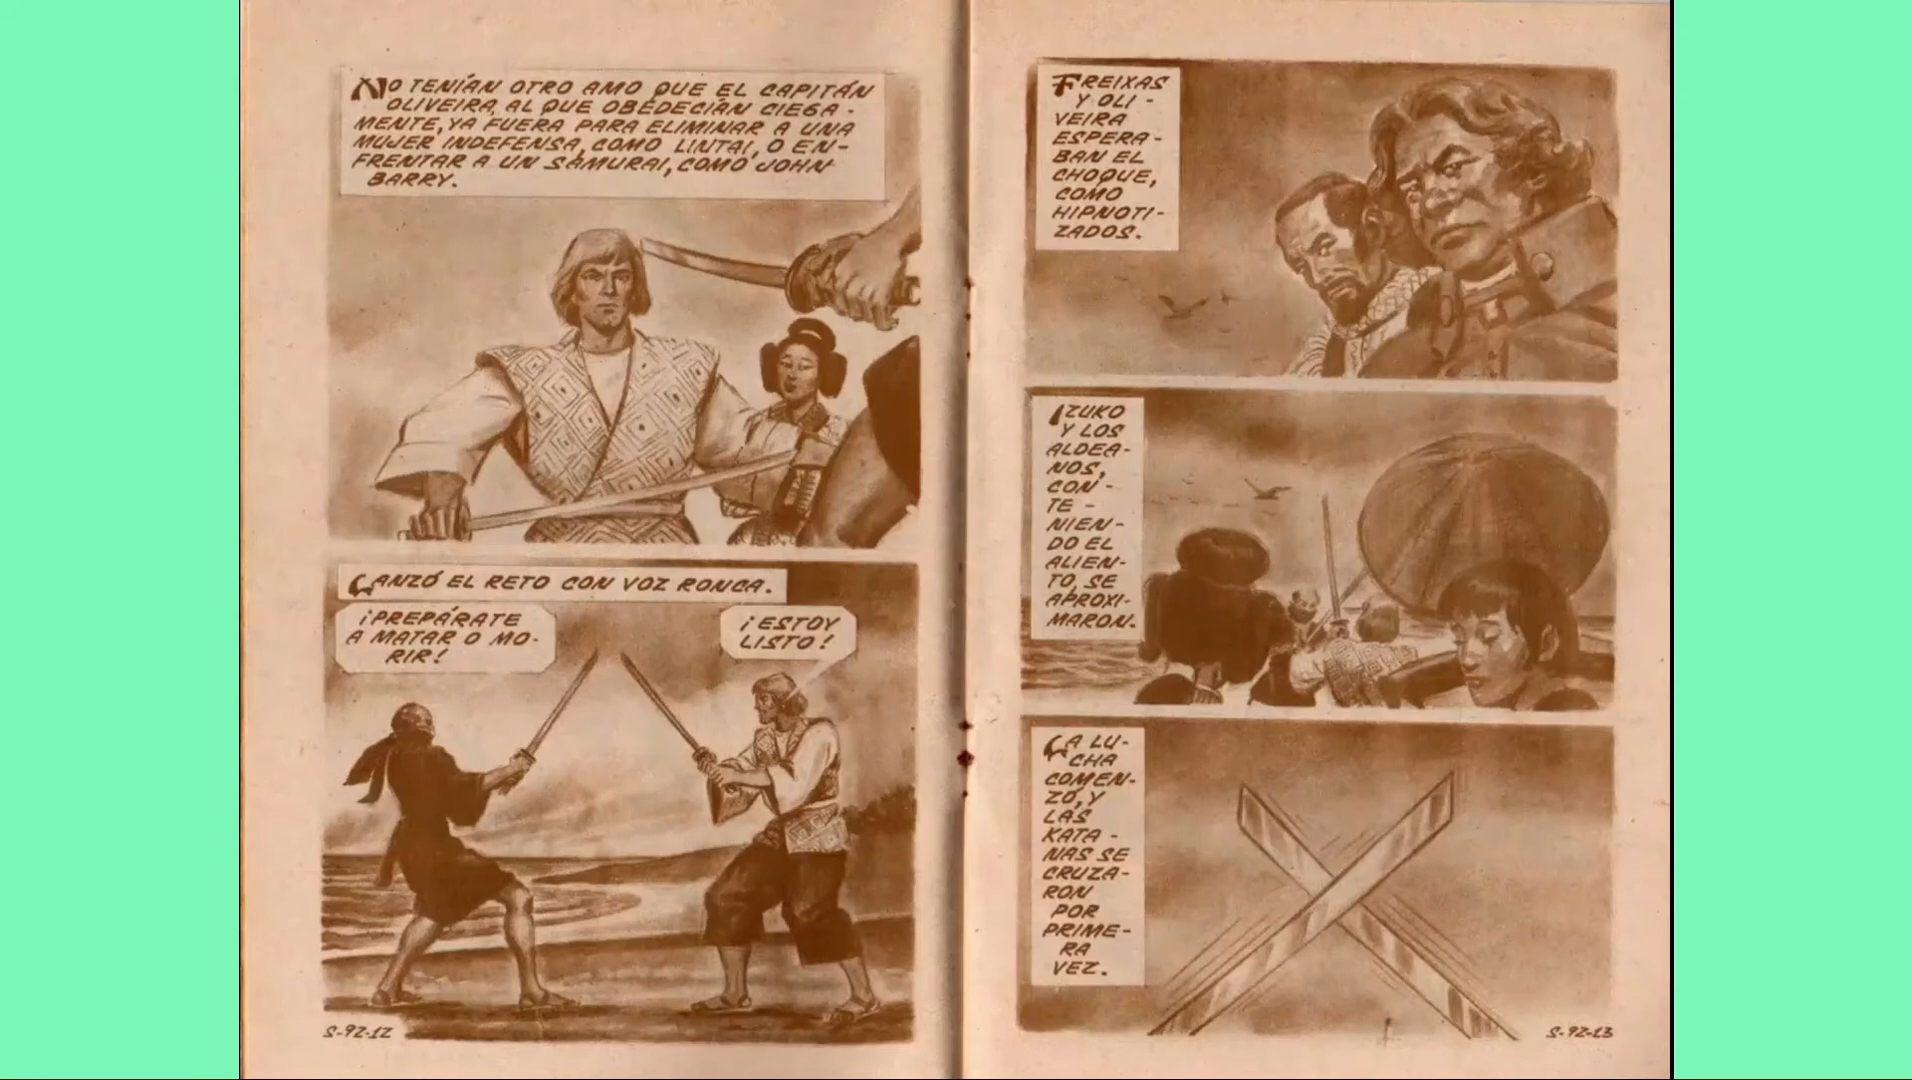 NO TENÍAN OTRO AMO QUE EL CAPITÁN
OLIVEIRA, AL QUE OBEDECÍAN CIEGA-
MENTE, YA FUERA PARA ELIMINAR A UNA
MUJER INDEFENSA, COMO LINTAI, O EN-
FRENTAR A UN SAMURAI, COMO JOHN
BARRY.
LANZÓ EL RETO CON VOZ RONCA.
¡PREPÁRATE
A MATAR O MO-
RIR!
¡ESTOY
LISTO!
S-92-12
FREIXAS
Y OLI-
VEIRA
ESPERA-
BAN EL
CHOQUE,
COMO
HIPNOTI-
ZADOS.
IZUKO
Y LOS
ALDEA-
NOS,
CON-
TE-
NIEN-
DO EL
ALIEN-
TO, SE
APROXI-
MARON.
LA LU-
CHA
COMEN-
ZÓ, Y
LAS
KATA-
NAS SE
CRUZA-
RON
POR
PRIME-
RA
VEZ.
S-92-13